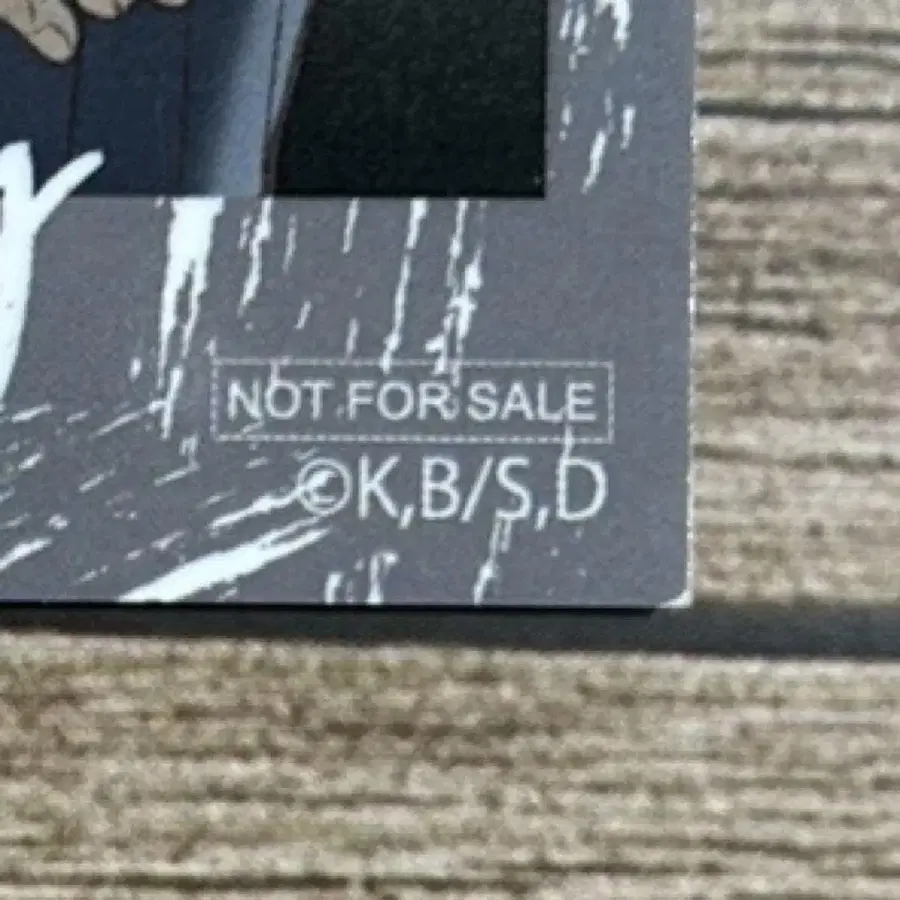 NOT FOR SALE
©K,B/S,D